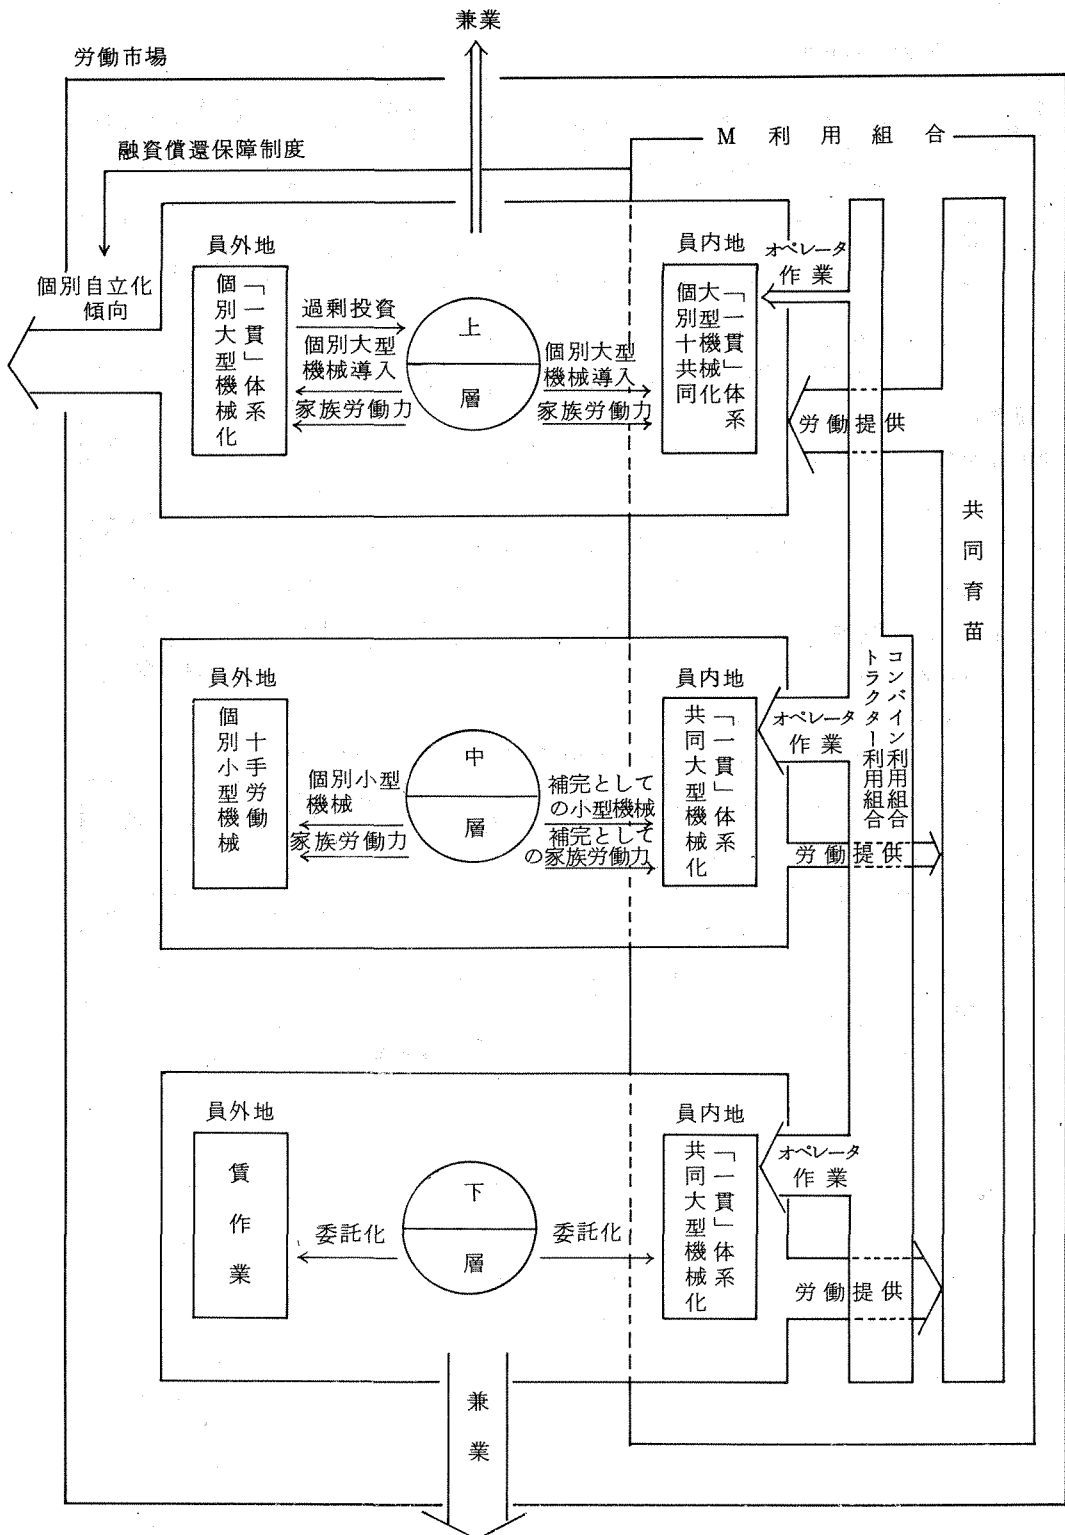 兼業
労働市場
M利用組合
融資償還保障制度
個別自立化
傾向
員外地
「一貫」体系
個別大型機械化
過剰投資
個別大型
機械導入
家族労働力
上
層
個別大型
機械導入
家族労働力
員内地
「一貫」体系
大型機械化
個別十共同
オペレータ
作業
労働提供
共同育苗
コンバイン利用組合
トラクター利用組合
員外地
十手労働
個別小型機械
個別小型
機械
家族労働力
中
層
補完として
の小型機械
補完として
の家族労働力
員内地
「一貫」体系
共同大型機械化
オペレータ
作業
労働提供
員外地
賃作業
委託化
下
層
委託化
員内地
「一貫」体系
共同大型機械化
オペレータ
作業
労働提供
兼業